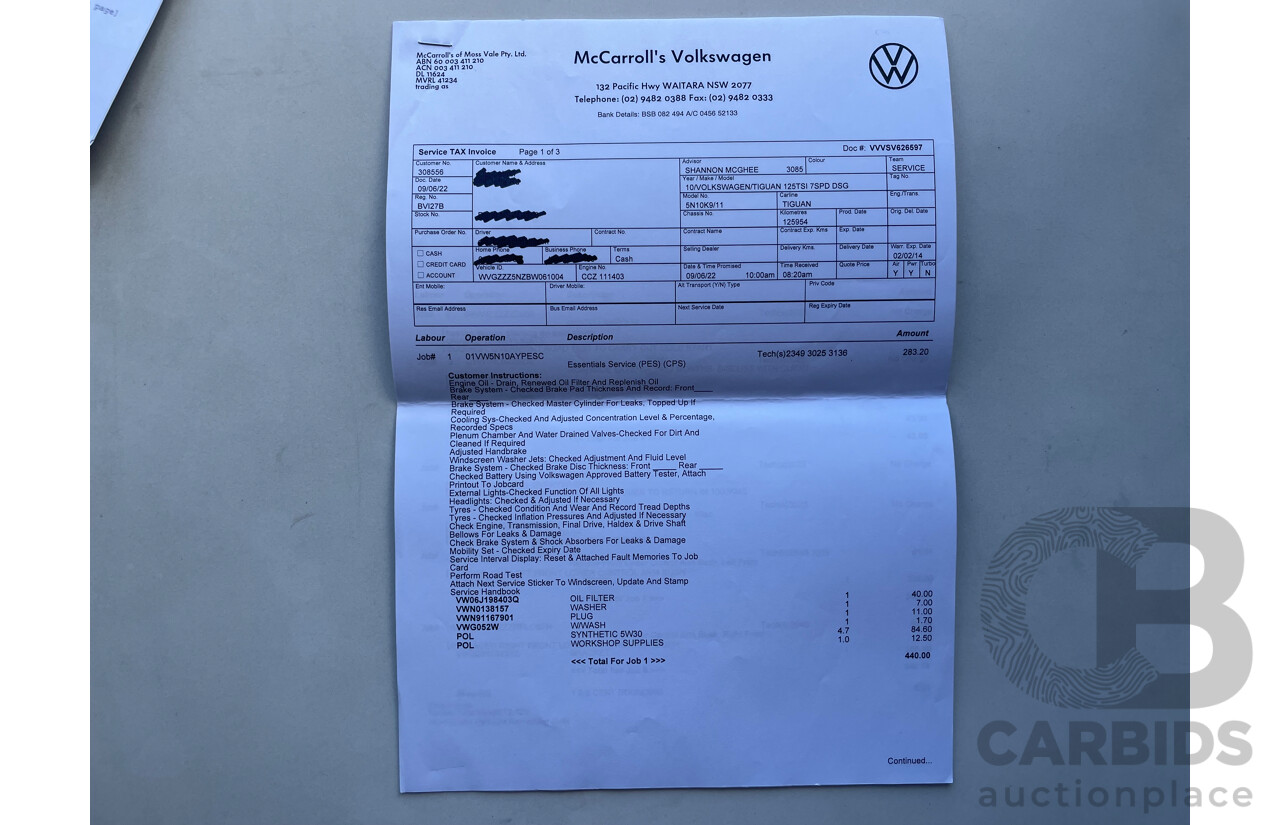 page)
McCarroll's of Moss Vale Pty. Ltd.
ABN 60 003 411 210
ACN 003 411 210
DL 11624
MVRL 41234
trading as
McCarroll's Volkswagen
132 Pacific Hwy WAITARA NSW 2077
Telephone: (02) 9482 0388 Fax: (02) 9482 0333
Bank Details: BSB 082 494 A/C 0456 52133
Service TAX Invoice Page 1 of 3 Doc #: VVVSV626597
Customer No. Customer Name & Address Advisor Colour Team
308556 SHANNON MCGHEE 3085 SERVICE
Doc. Date Year / Make / Model Tag No.
09/06/22 10/VOLKSWAGEN/TIGUAN 125TSI 7SPD DSG
Reg. No. Model No. Carline Eng./Trans.
BVI27B 5N10K9/11 TIGUAN
Stock No. Chassis No. Kilometres Prod. Date Orig. Del. Date
125954
Purchase Order No. Driver Contract No. Contract Name Contract Exp. Kms Exp. Date
CASH Home Phone Business Phone Terms Selling Dealer Delivery Kms. Delivery Date Warr. Exp. Date
Cash 02/02/14
CREDIT CARD Vehicle ID. Engine No. Date & Time Promised Time Received Quote Price Air Pwr. Turbo
ACCOUNT WVGZZZ5NZBW061004 CCZ 111403 09/06/22 10:00am 08:20am Y Y N
Ent Mobile: Driver Mobile: Alt Transport (Y/N) Type Priv Code
Res Email Address Bus Email Address Next Service Date Reg Expiry Date
Labour Operation Description Amount
Job# 1 01VW5N10AYPESC Tech(s)2349 3025 3136 283.20
Essentials Service (PES) (CPS)
Customer Instructions:
Engine Oil - Drain, Renewed Oil Filter And Replenish Oil
Brake System - Checked Brake Pad Thickness And Record: Front____
Rear____
Brake System - Checked Master Cylinder For Leaks, Topped Up If
Required
Cooling Sys-Checked And Adjusted Concentration Level & Percentage,
Recorded Specs
Plenum Chamber And Water Drained Valves-Checked For Dirt And
Cleaned If Required
Adjusted Handbrake
Windscreen Washer Jets: Checked Adjustment And Fluid Level
Brake System - Checked Brake Disc Thickness: Front _____ Rear _____
Checked Battery Using Volkswagen Approved Battery Tester, Attach
Printout To Jobcard
External Lights-Checked Function Of All Lights
Headlights: Checked & Adjusted If Necessary
Tyres - Checked Condition And Wear And Record Tread Depths
Tyres - Checked Inflation Pressures And Adjusted If Necessary
Check Engine, Transmission, Final Drive, Haldex & Drive Shaft
Bellows For Leaks & Damage
Check Brake System & Shock Absorbers For Leaks & Damage
Mobility Set - Checked Expiry Date
Service Interval Display: Reset & Attached Fault Memories To Job
Card
Perform Road Test
Attach Next Service Sticker To Windscreen, Update And Stamp
Service Handbook
VW06J198403Q OIL FILTER 1 40.00
VWN0138157 WASHER 1 7.00
VWN91167901 PLUG 1 11.00
VWG052W W/WASH 1 1.70
POL SYNTHETIC 5W30 4.7 84.60
POL WORKSHOP SUPPLIES 1.0 12.50
<<< Total For Job 1 >>> 440.00
Continued...
CB
CARBIDS
auctionplace